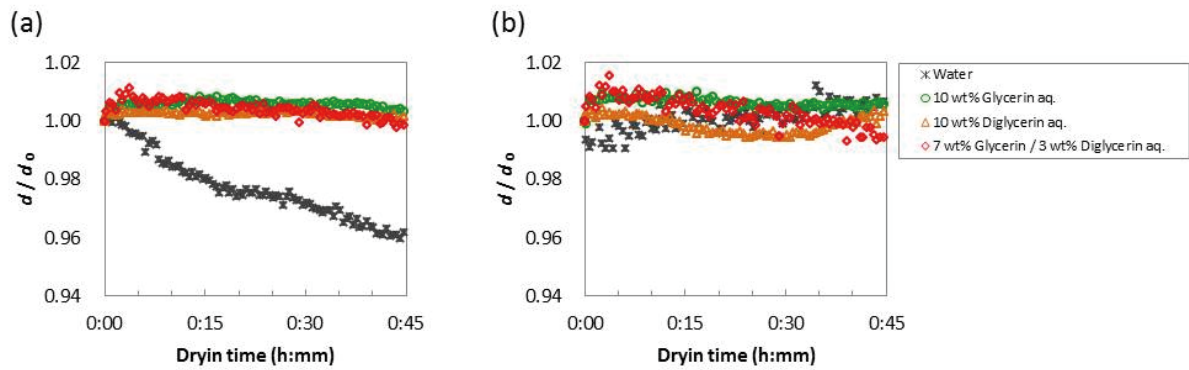 (a)
(b)
1.02
1.00
0.98
0.96
0.94
d / d₀
0:00 0:15 0:30 0:45
Dryin time (h:mm)
1.02
1.00
0.98
0.96
0.94
d / d₀
0:00 0:15 0:30 0:45
Dryin time (h:mm)
Water
10 wt% Glycerin aq.
10 wt% Diglycerin aq.
7 wt% Glycerin / 3 wt% Diglycerin aq.